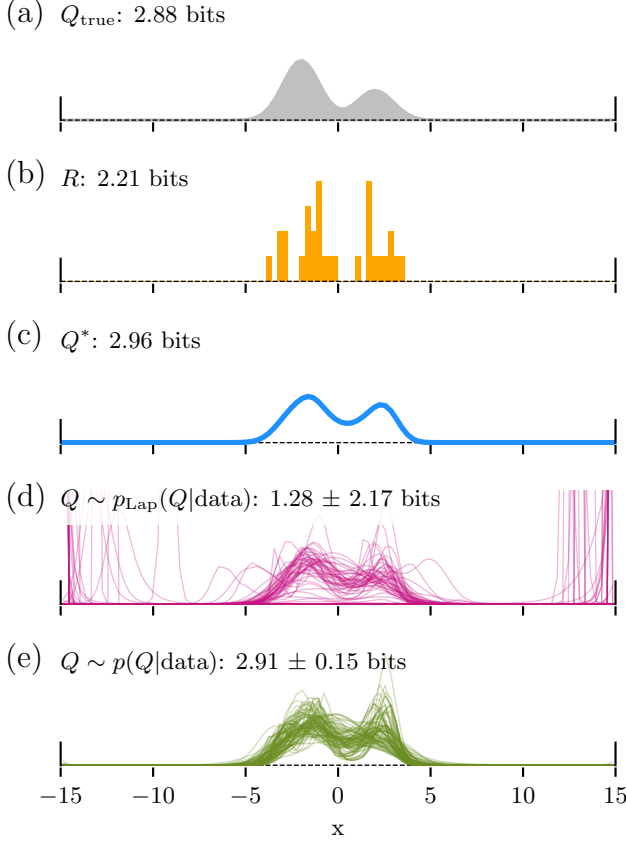 (a) Q_true: 2.88 bits
(b) R: 2.21 bits
(c) Q*: 2.96 bits
(d) Q ∼ p_Lap(Q|data): 1.28 ± 2.17 bits
(e) Q ∼ p(Q|data): 2.91 ± 0.15 bits
−15 −10 −5 0 5 10 15
x